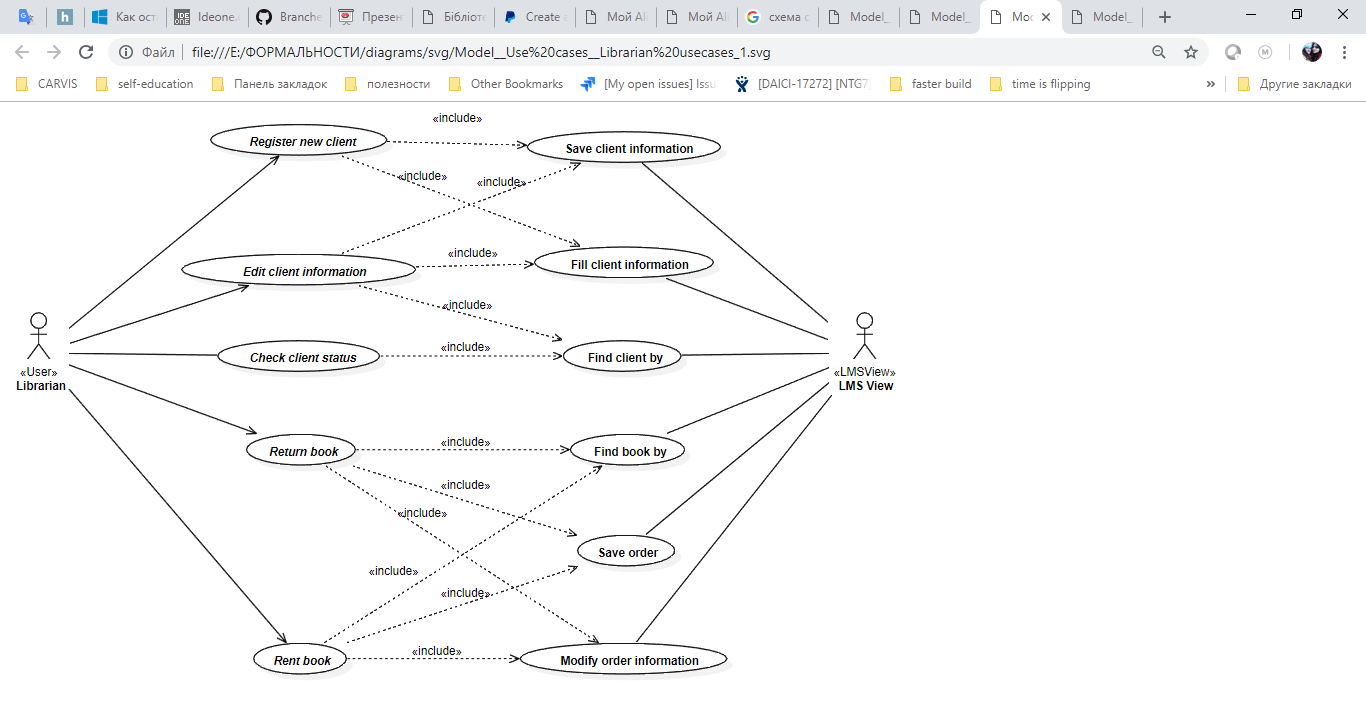 Как ост
Ideone.
Branche
Презен
Бібліоте
Create a
Мой Ali
Мой Ali
схема с
Model_
Model_
Moc
Model_
Файл
file:///E:/ФОРМАЛЬНОСТИ/diagrams/svg/Model__Use%20cases__Librarian%20usecases_1.svg
CARVIS
self-education
Панель закладок
полезности
Other Bookmarks
[My open issues] Issu
[DAICI-17272] [NTG7]
faster build
time is flipping
»
Другие закладки
«include»
Register new client
Save client information
«include»
«include»
«include»
Edit client information
Fill client information
«include»
«include»
Check client status
Find client by
«User»
Librarian
«LMSView»
LMS View
«include»
Return book
Find book by
«include»
«include»
Save order
«include»
«include»
«include»
Rent book
Modify order information